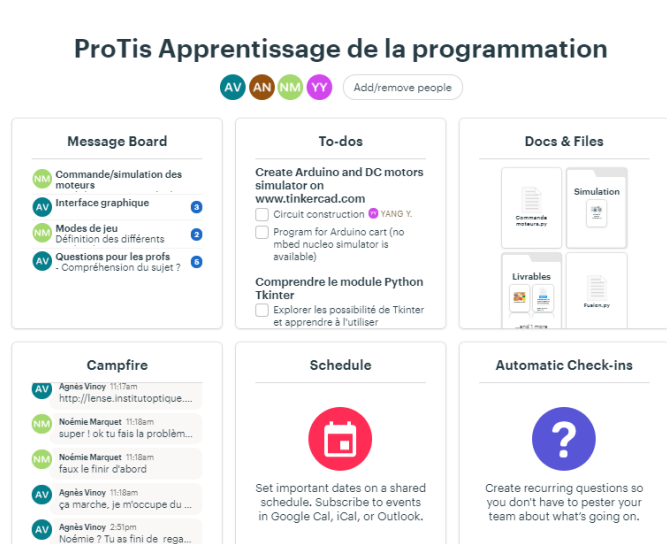 ProTis Apprentissage de la programmation
AV AN NM YY Add/remove people
Message Board
NM Commande/simulation des
moteurs
AV Interface graphique 3
NM Modes de jeu 2
Définition des différents
AV Questions pour les profs 5
- Compréhension du sujet ?
To-dos
Create Arduino and DC motors
simulator on
www.tinkercad.com
Circuit construction YY YANG Y.
Program for Arduino cart (no
mbed nucleo simulator is
available)
Comprendre le module Python
Tkinter
Explorer les possibilité de Tkinter
et apprendre à l'utiliser
Docs & Files
Commande
moteurs.py
Simulation
Livrables
...and 1 more
Fusion.py
Campfire
AV Agnès Vinoy 11:17am
http://lense.institutoptique....
NM Noémie Marquet 11:18am
super ! ok tu fais la problèm...
NM Noémie Marquet 11:18am
faux le finir d'abord
AV Agnès Vinoy 11:18am
ça marche, je m'occupe du ...
AV Agnès Vinoy 2:51pm
Noémie ? Tu as fini de rega...
Schedule
Set important dates on a shared
schedule. Subscribe to events
in Google Cal, iCal, or Outlook.
Automatic Check-ins
?
Create recurring questions so
you don't have to pester your
team about what's going on.